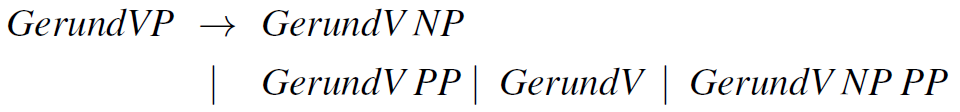 GerundVP → GerundV NP
| GerundV PP | GerundV | GerundV NP PP